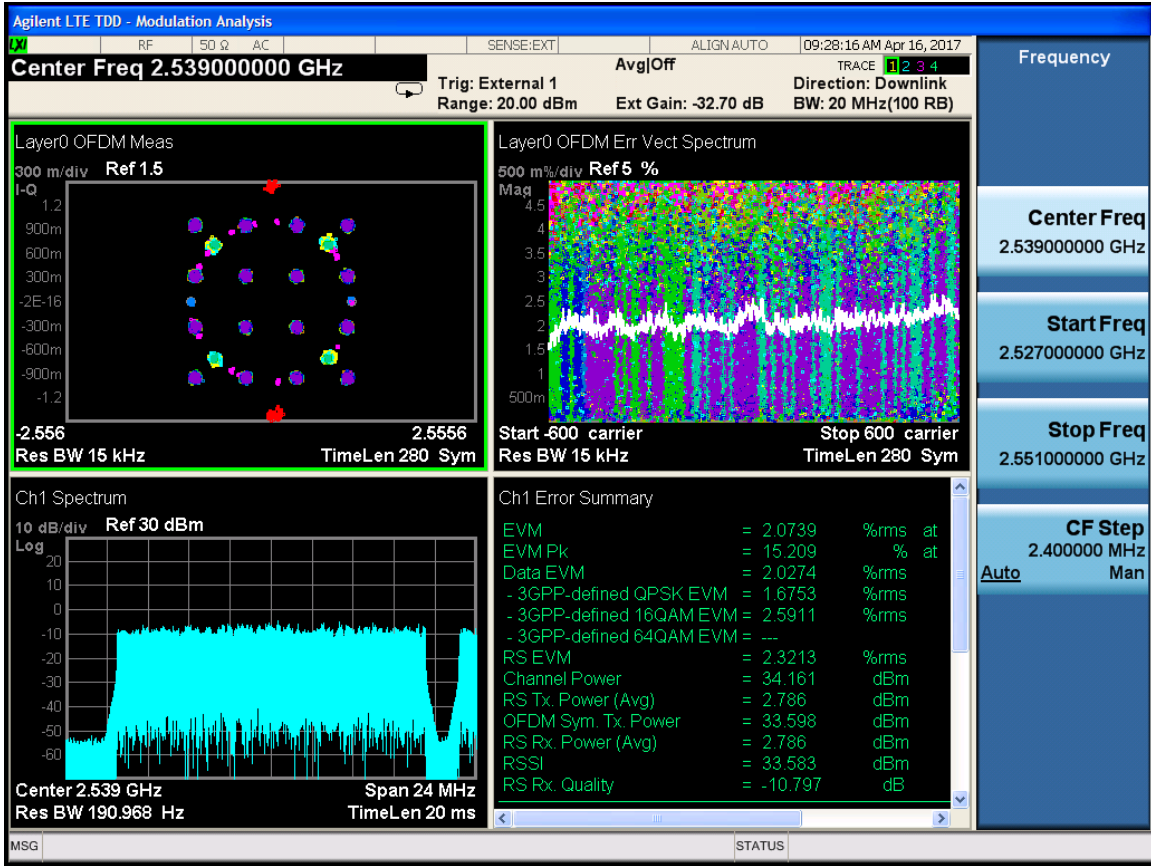 Agilent LTE TDD - Modulation Analysis
LXI RF 50 Ω AC SENSE:EXT ALIGN AUTO 09:28:16 AM Apr 16, 2017
Center Freq 2.539000000 GHz
Trig: External 1
Range: 20.00 dBm
Avg|Off
Ext Gain: -32.70 dB
TRACE 1 2 3 4
Direction: Downlink
BW: 20 MHz(100 RB)
Layer0 OFDM Meas
300 m/div Ref 1.5
I-Q
1.2
900m
600m
300m
-2E-16
-300m
-600m
-900m
-1.2
-2.556 2.5556
Res BW 15 kHz TimeLen 280 Sym
Layer0 OFDM Err Vect Spectrum
500 m%/div Ref 5 %
Mag
4.5
4
3.5
3
2.5
2
1.5
1
500m
Start -600 carrier Stop 600 carrier
Res BW 15 kHz TimeLen 280 Sym
Ch1 Spectrum
10 dB/div Ref 30 dBm
Log
20
10
0
-10
-20
-30
-40
-50
-60
Center 2.539 GHz Span 24 MHz
Res BW 190.968 Hz TimeLen 20 ms
Ch1 Error Summary
EVM = 2.0739 %rms at
EVM Pk = 15.209 % at
Data EVM = 2.0274 %rms
- 3GPP-defined QPSK EVM = 1.6753 %rms
- 3GPP-defined 16QAM EVM = 2.5911 %rms
- 3GPP-defined 64QAM EVM = ---
RS EVM = 2.3213 %rms
Channel Power = 34.161 dBm
RS Tx. Power (Avg) = 2.786 dBm
OFDM Sym. Tx. Power = 33.598 dBm
RS Rx. Power (Avg) = 2.786 dBm
RSSI = 33.583 dBm
RS Rx. Quality = -10.797 dB
Frequency
Center Freq
2.539000000 GHz
Start Freq
2.527000000 GHz
Stop Freq
2.551000000 GHz
CF Step
2.400000 MHz
Auto Man
MSG STATUS